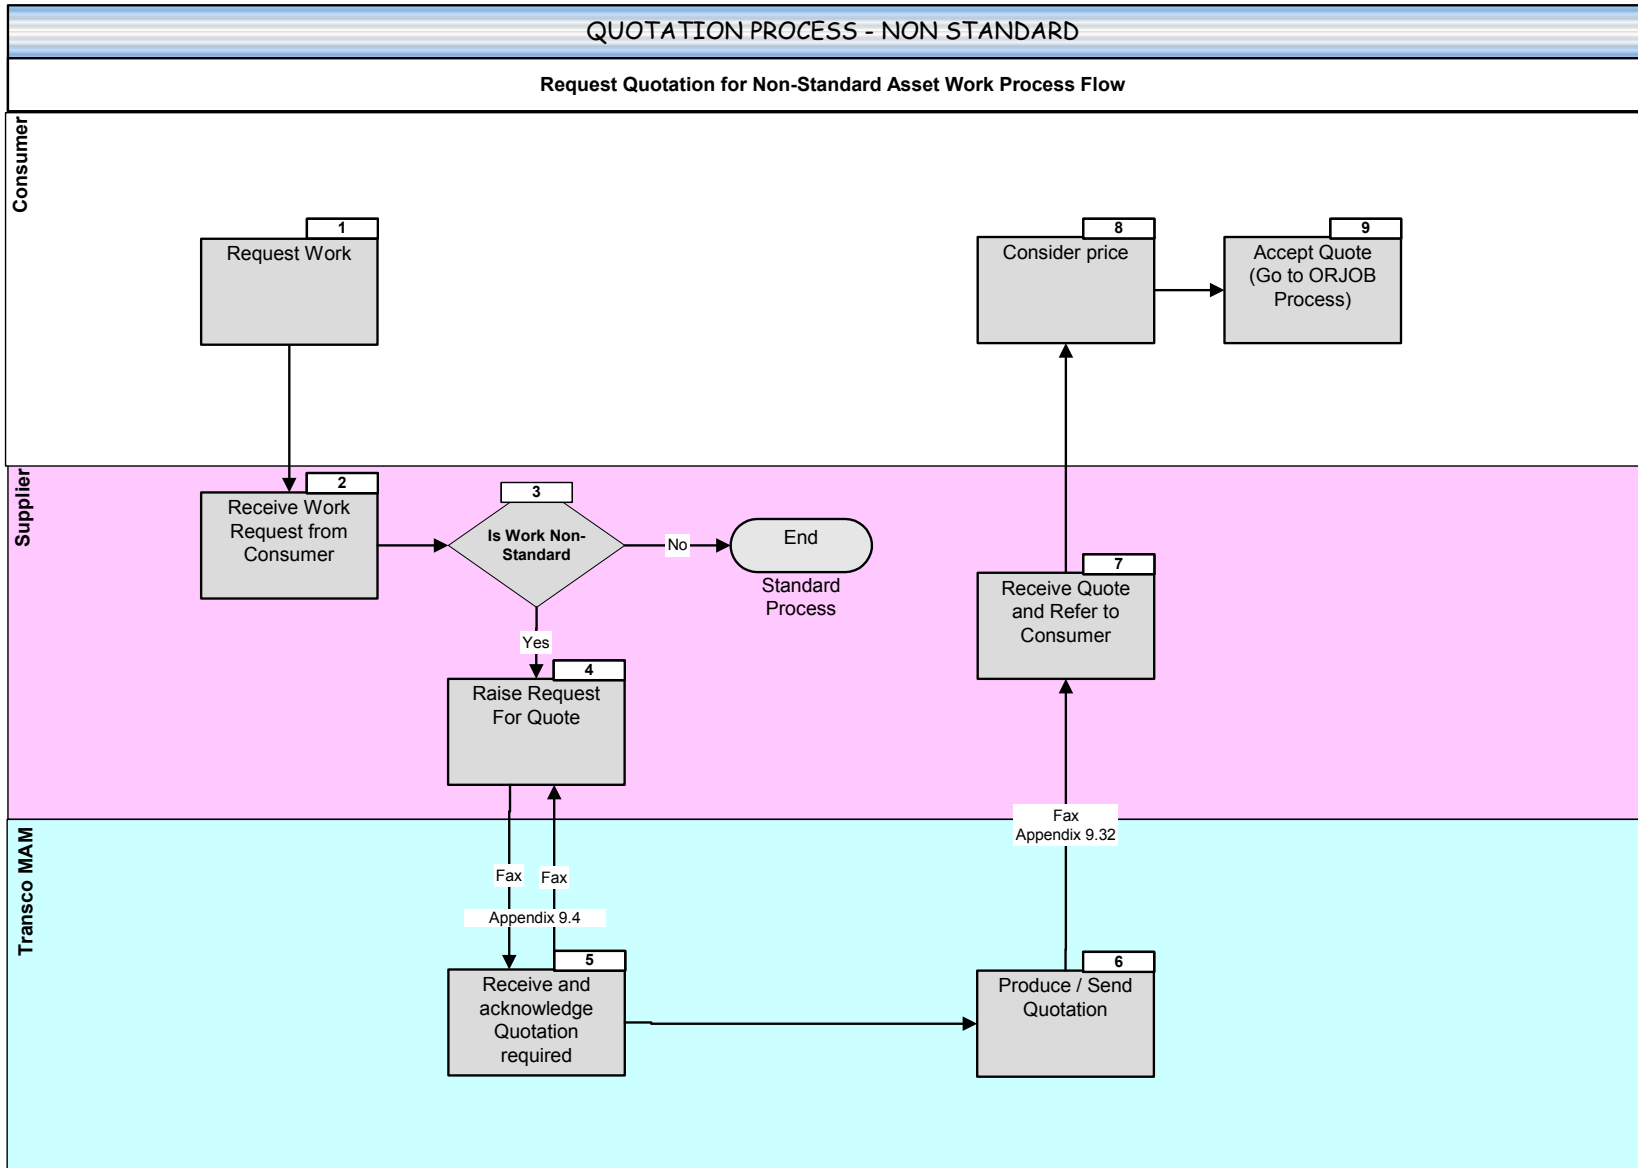 QUOTATION PROCESS - NON STANDARD
Request Quotation for Non-Standard Asset Work Process Flow
Consumer
1
Request Work
8
Consider price
9
Accept Quote
(Go to ORJOB
Process)
Supplier
2
Receive Work
Request from
Consumer
3
Is Work Non-
Standard
No
End
Standard
Process
Yes
4
Raise Request
For Quote
7
Receive Quote
and Refer to
Consumer
Transco MAM
Fax
Fax
Appendix 9.4
Fax
Appendix 9.32
5
Receive and
acknowledge
Quotation
required
6
Produce / Send
Quotation